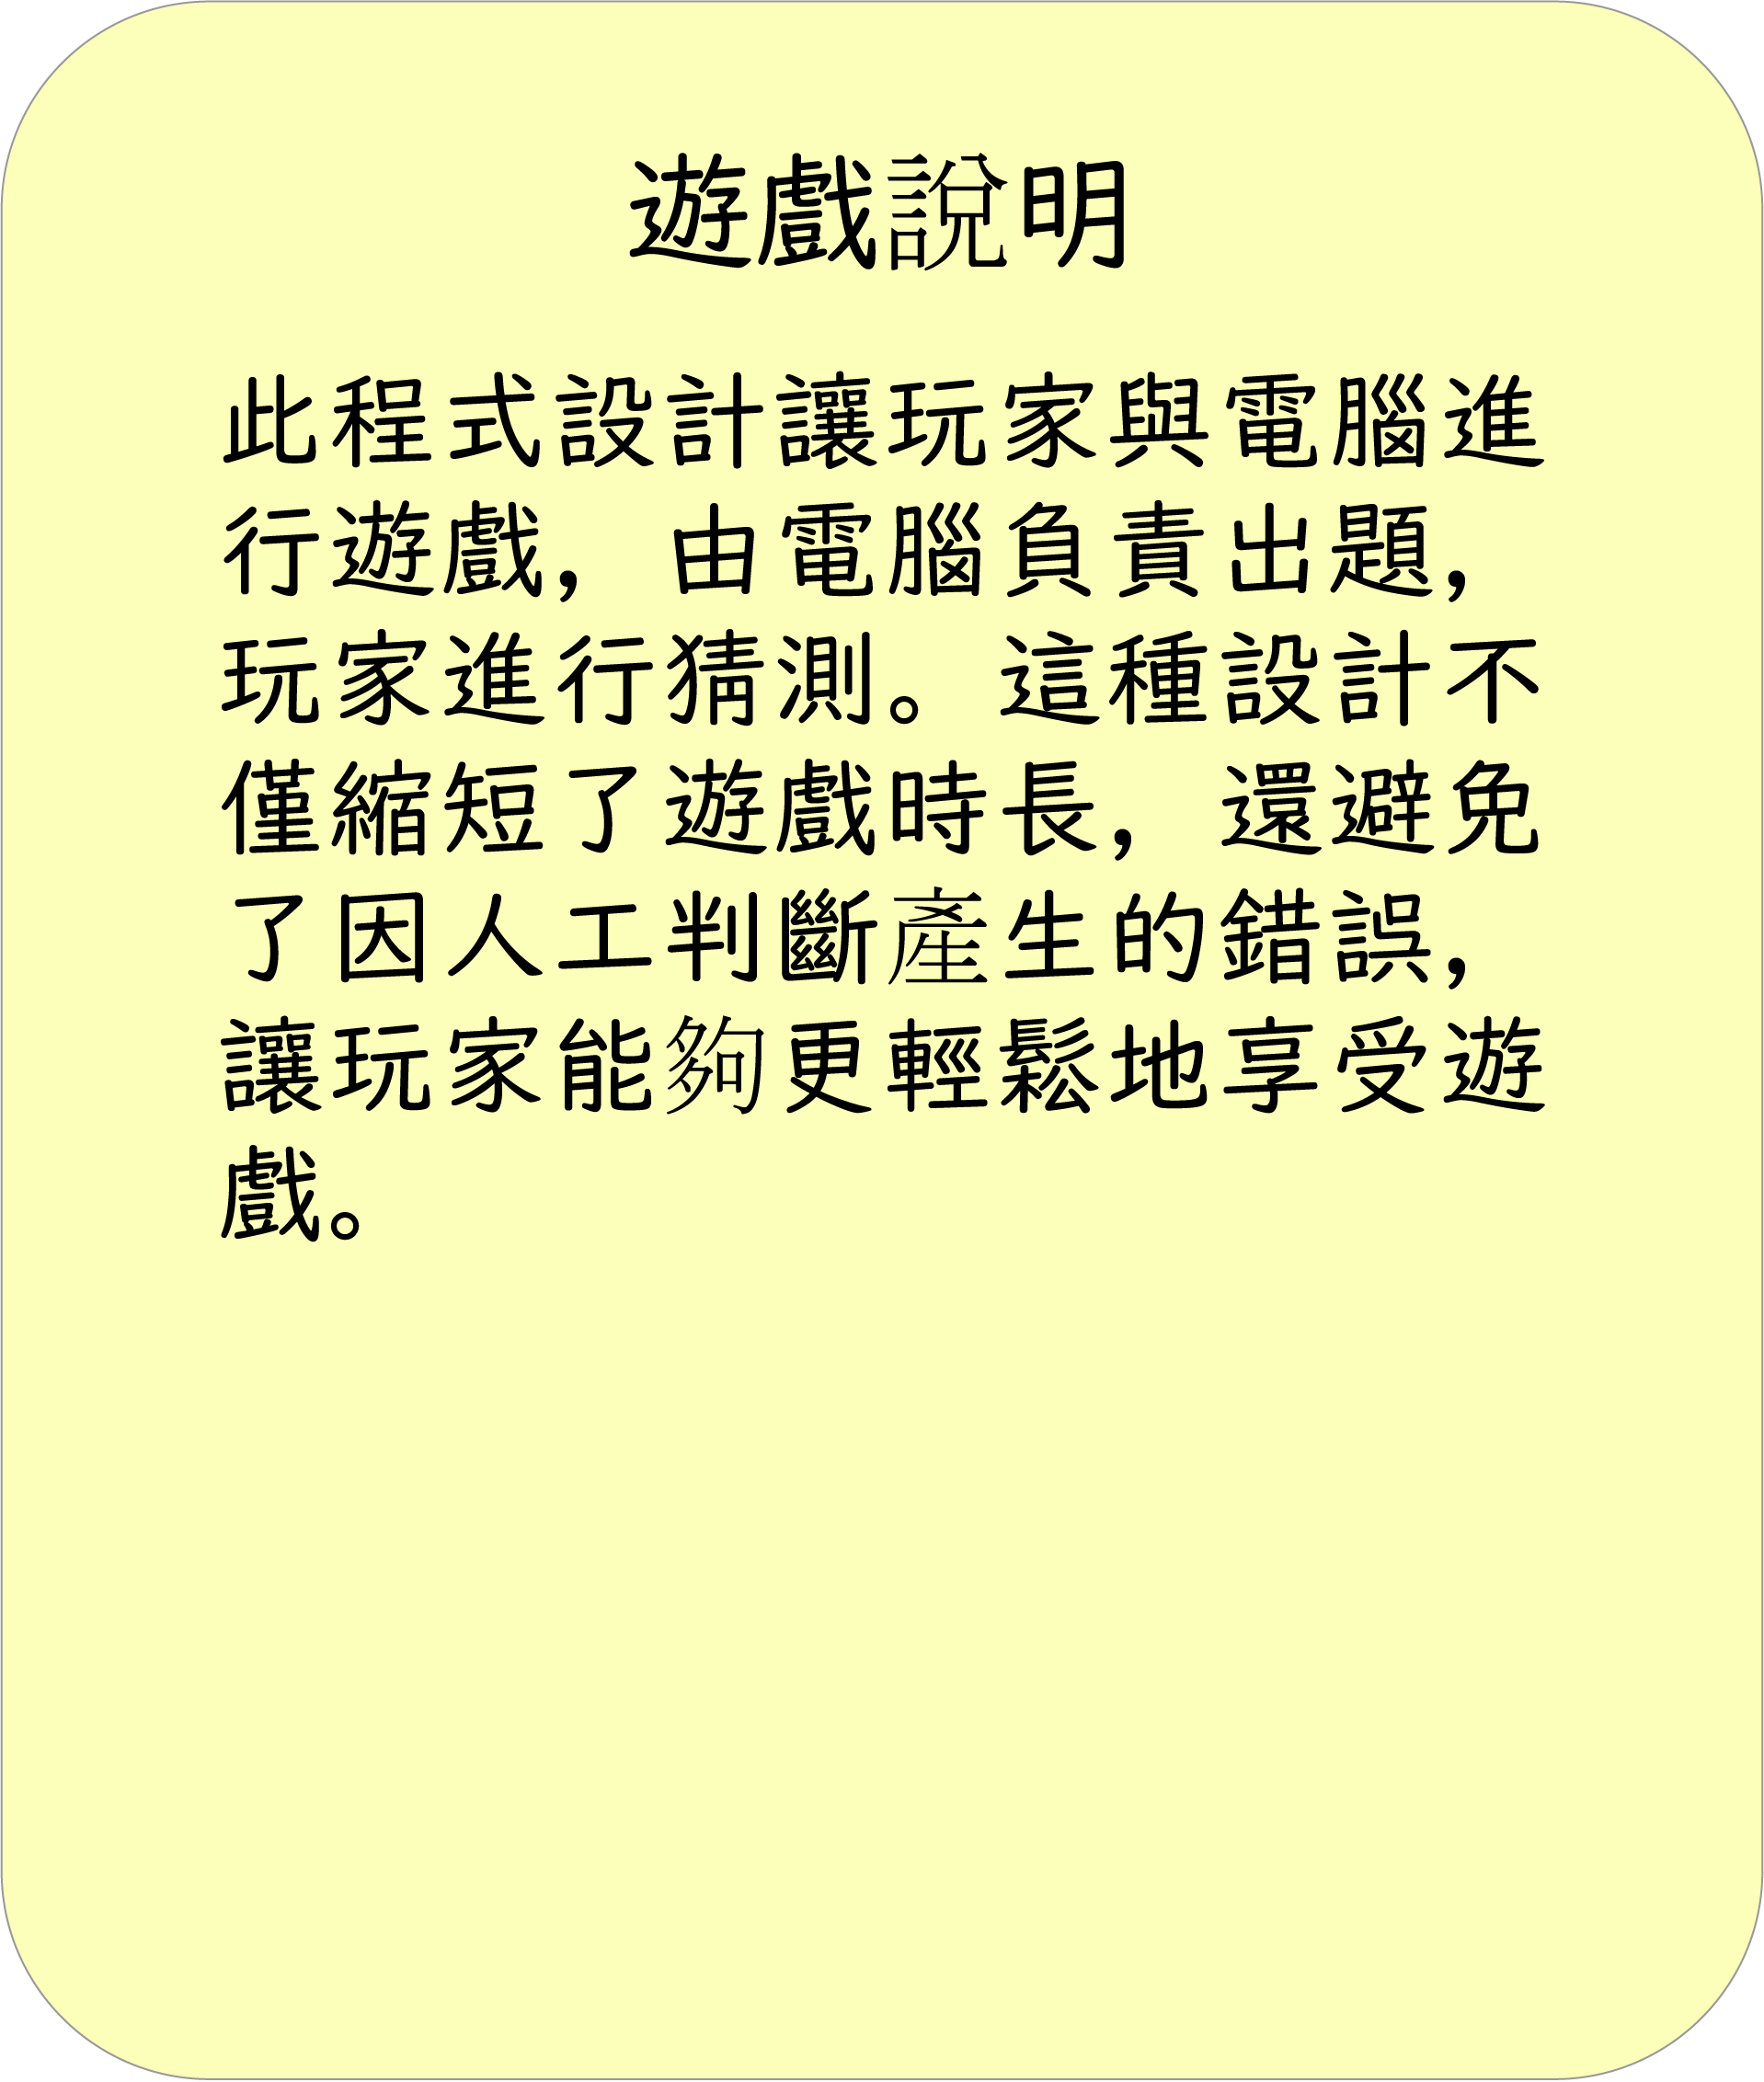 遊戲說明
此程式設計讓玩家與電腦進
行遊戲，由電腦負責出題，
玩家進行猜測。 這種設計不
僅縮短了遊戲時長，還避免
了因人工判斷產生的錯誤，
讓玩家能夠更輕鬆地享受遊
戲。